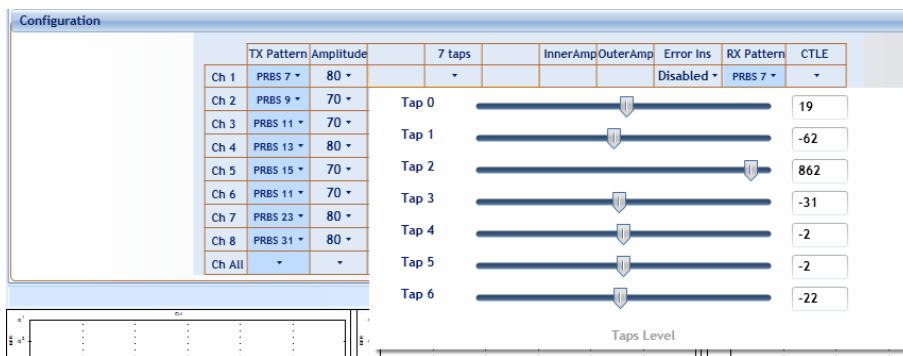 Configuration
TX Pattern Amplitude 7 taps InnerAmp OuterAmp Error Ins RX Pattern CTLE
Ch 1 PRBS 7 80 Disabled PRBS 7
Ch 2 PRBS 9 70 Tap 0 19
Ch 3 PRBS 11 70 Tap 1 -62
Ch 4 PRBS 13 80 Tap 2 862
Ch 5 PRBS 15 70 Tap 3 -31
Ch 6 PRBS 11 70 Tap 4 -2
Ch 7 PRBS 23 80 Tap 5 -2
Ch 8 PRBS 31 80 Tap 6 -22
Ch All
Taps Level